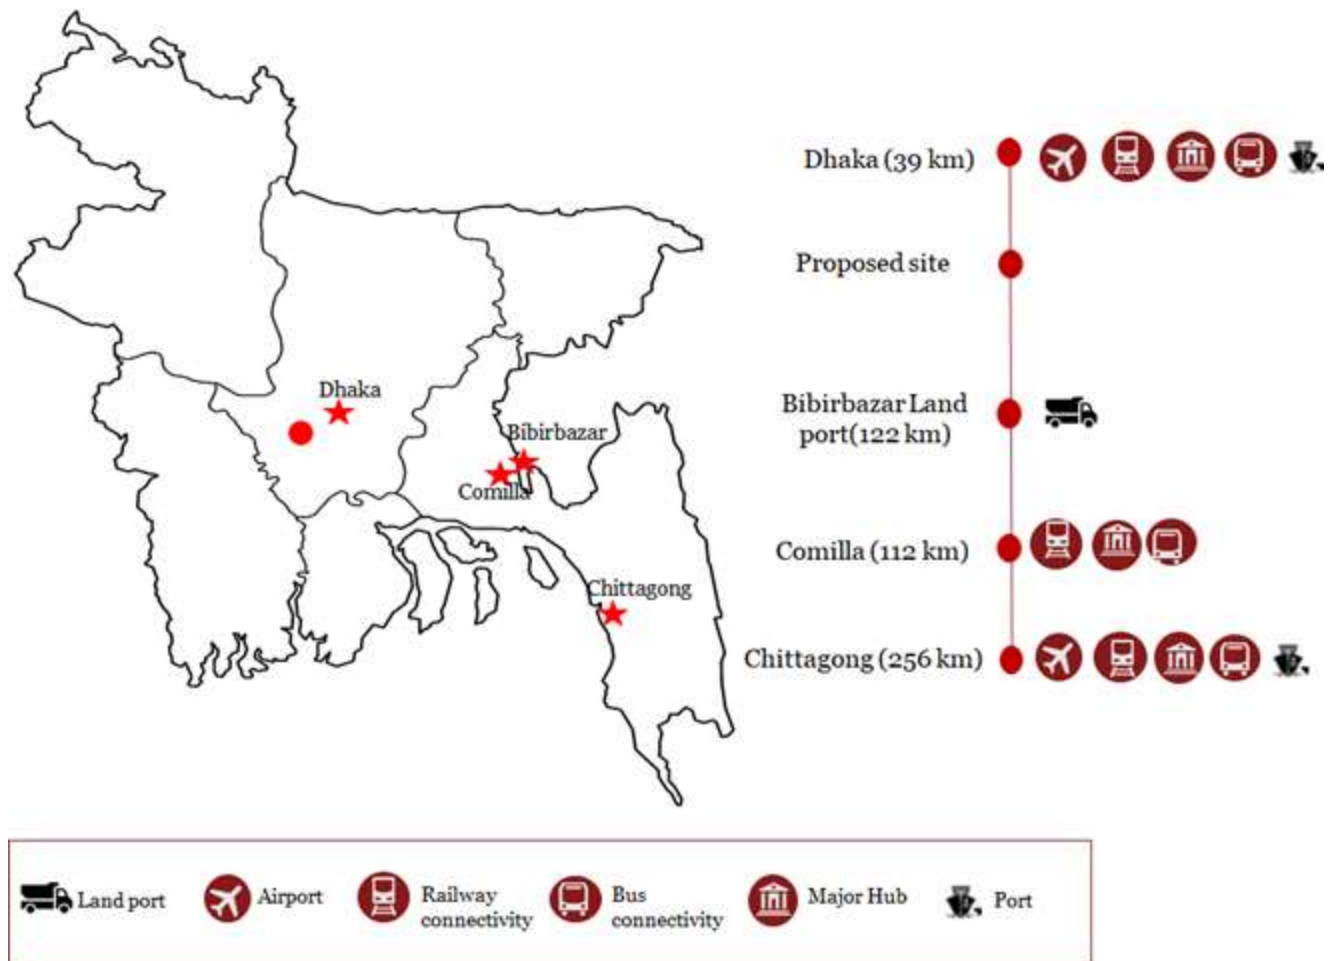 Dhaka (39 km)
Proposed site
Bibirbazar Land
port(122 km)
Comilla (112 km)
Chittagong (256 km)
Dhaka
Bibirbazar
Comilla
Chittagong
Land port
Airport
Railway
connectivity
Bus
connectivity
Major Hub
Port